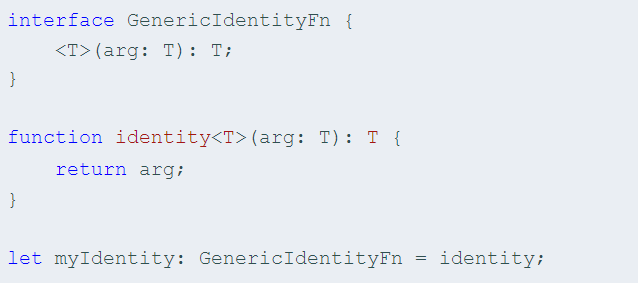 interface GenericIdentityFn {
    <T>(arg: T): T;
}

function identity<T>(arg: T): T {
    return arg;
}

let myIdentity: GenericIdentityFn = identity;